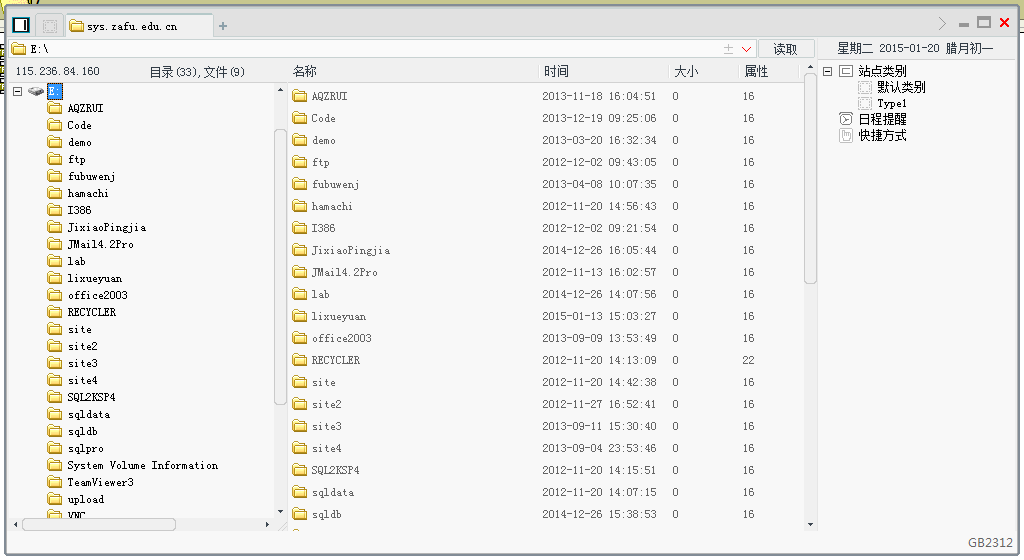 sys.zafu.edu.cn
E:\
读取
星期二 2015-01-20 腊月初一
115.236.84.160 目录(33),文件(9)
E:
AQZRUI
Code
demo
ftp
fubuwenj
hamachi
I386
JixiaoPingjia
JMail4.2Pro
lab
lixueyuan
office2003
RECYCLER
site
site2
site3
site4
SQL2KSP4
sqldata
sqldb
sqlpro
System Volume Information
TeamViewer3
upload
VNC
名称 时间 大小 属性
AQZRUI 2013-11-18 16:04:51 0 16
Code 2013-12-19 09:25:06 0 16
demo 2013-03-20 16:32:34 0 16
ftp 2012-12-02 09:43:05 0 16
fubuwenj 2013-04-08 10:07:35 0 16
hamachi 2012-11-20 14:56:43 0 16
I386 2012-12-02 09:21:54 0 16
JixiaoPingjia 2014-12-26 16:05:44 0 16
JMail4.2Pro 2012-11-13 16:02:57 0 16
lab 2014-12-26 14:07:56 0 16
lixueyuan 2015-01-13 15:03:27 0 16
office2003 2013-09-09 13:53:49 0 16
RECYCLER 2012-11-20 14:13:09 0 22
site 2012-11-20 14:42:38 0 16
site2 2012-11-27 16:52:41 0 16
site3 2013-09-11 15:30:40 0 16
site4 2013-09-04 23:53:46 0 16
SQL2KSP4 2012-11-20 14:15:51 0 16
sqldata 2012-11-20 14:07:15 0 16
sqldb 2014-12-26 15:38:53 0 16
站点类别
默认类别
Type1
日程提醒
快捷方式
GB2312